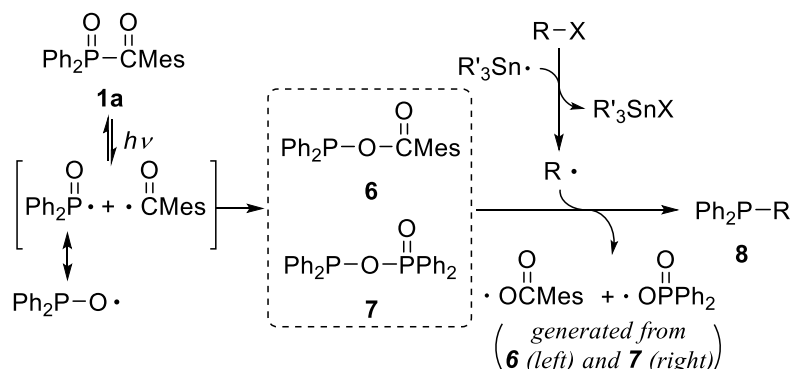 O O
Ph₂P–CMes
1a
hν
O O
Ph₂P· + ·CMes
Ph₂P–O·
O
Ph₂P–O–CMes
6
O
Ph₂P–O–PPh₂
7
R–X
R'₃Sn·
R'₃SnX
R·
Ph₂P–R
8
O O
·OCMes + ·OPPh₂
(generated from
6 (left) and 7 (right))